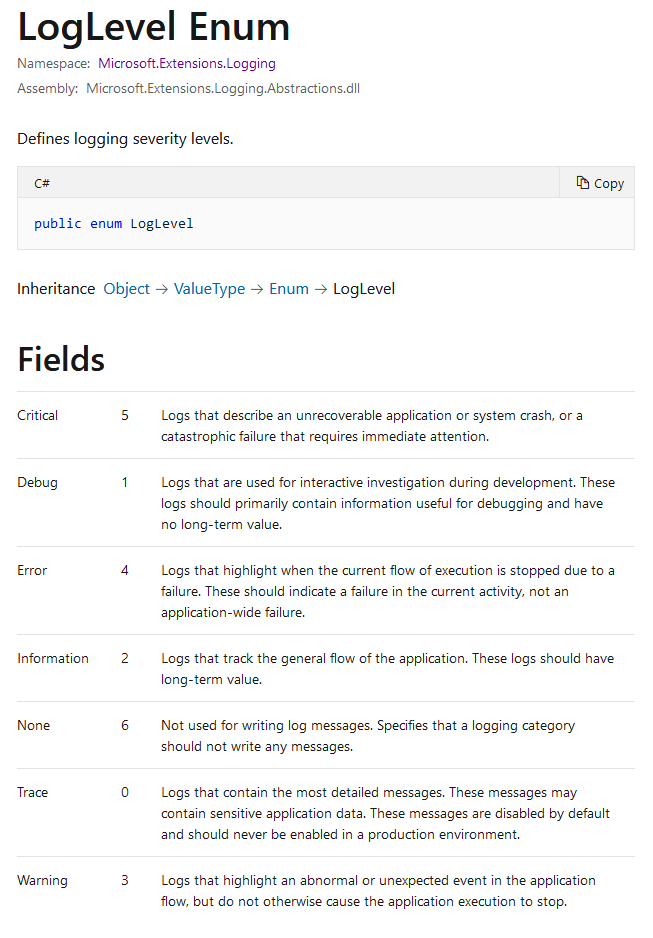 LogLevel Enum
Namespace: Microsoft.Extensions.Logging
Assembly: Microsoft.Extensions.Logging.Abstractions.dll
Defines logging severity levels.
C# Copy
public enum LogLevel
Inheritance Object → ValueType → Enum → LogLevel
Fields
Critical 5 Logs that describe an unrecoverable application or system crash, or a
catastrophic failure that requires immediate attention.
Debug 1 Logs that are used for interactive investigation during development. These
logs should primarily contain information useful for debugging and have
no long-term value.
Error 4 Logs that highlight when the current flow of execution is stopped due to a
failure. These should indicate a failure in the current activity, not an
application-wide failure.
Information 2 Logs that track the general flow of the application. These logs should have
long-term value.
None 6 Not used for writing log messages. Specifies that a logging category
should not write any messages.
Trace 0 Logs that contain the most detailed messages. These messages may
contain sensitive application data. These messages are disabled by default
and should never be enabled in a production environment.
Warning 3 Logs that highlight an abnormal or unexpected event in the application
flow, but do not otherwise cause the application execution to stop.